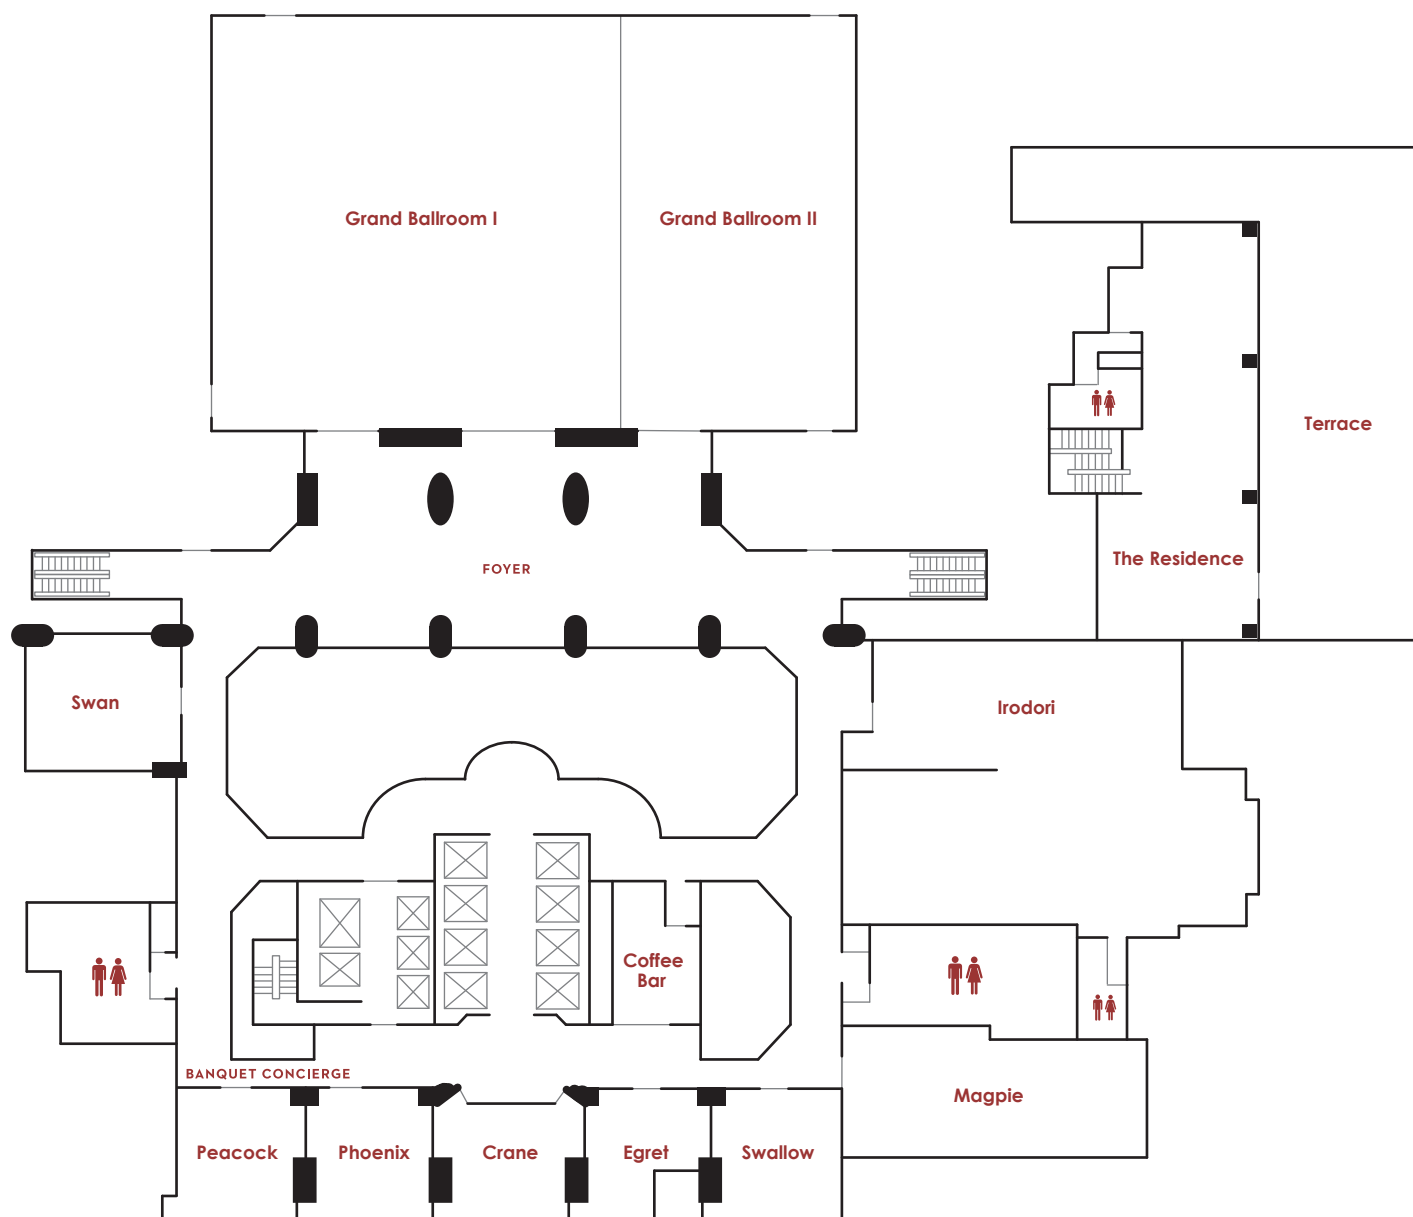 Grand Ballroom I
Grand Ballroom II
Terrace
FOYER
The Residence
Swan
Irodori
Coffee
Bar
BANQUET CONCIERGE
Magpie
Peacock
Phoenix
Crane
Egret
Swallow